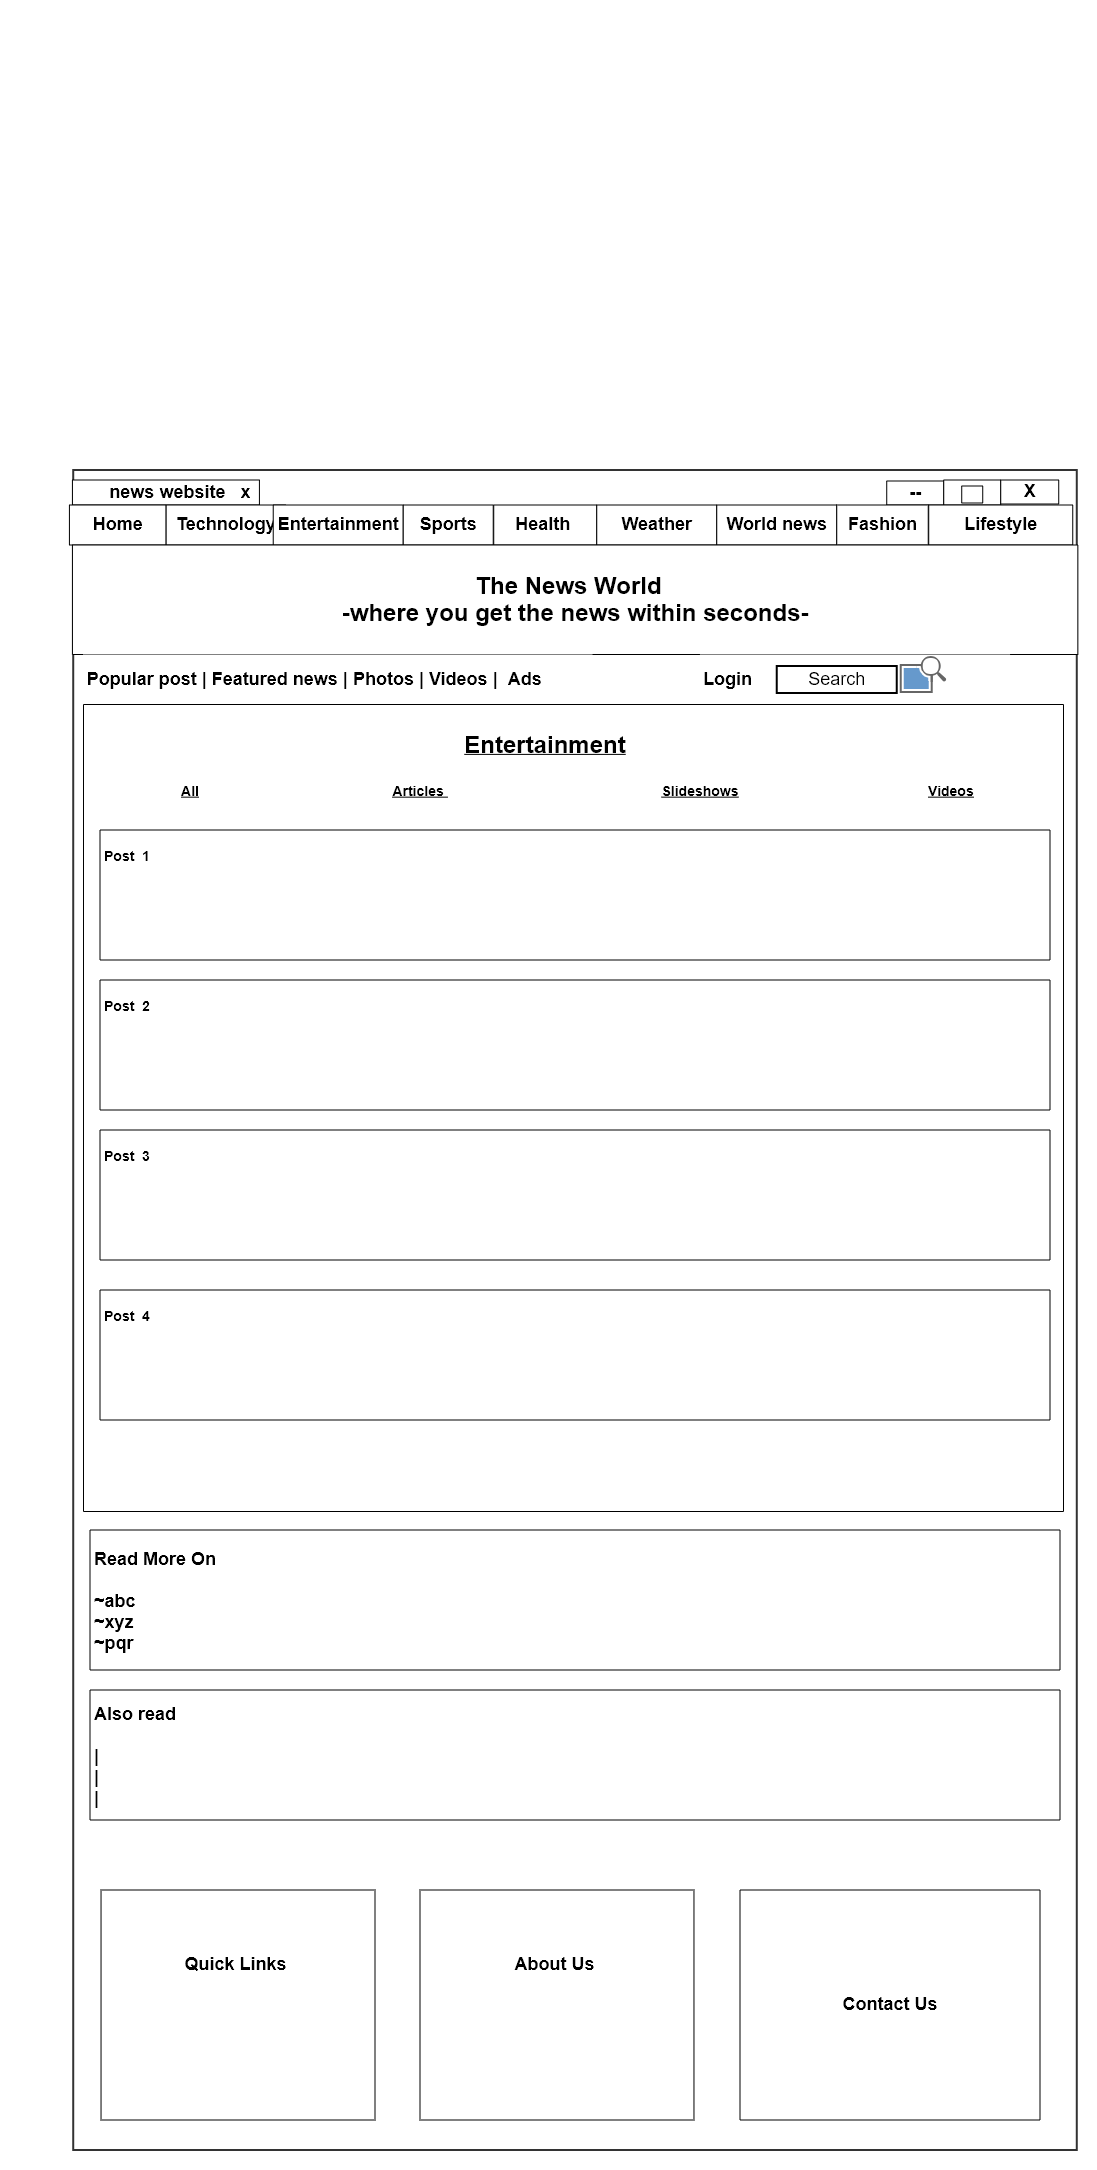 news website x
-- X
Home Technology Entertainment Sports Health Weather World news Fashion Lifestyle
The News World
-where you get the news within seconds-
Popular post | Featured news | Photos | Videos | Ads Login Search
Entertainment
All Articles Slideshows Videos
Post 1
Post 2
Post 3
Post 4
Read More On
~abc
~xyz
~pqr
Also read
|
|
|
Quick Links About Us
Contact Us